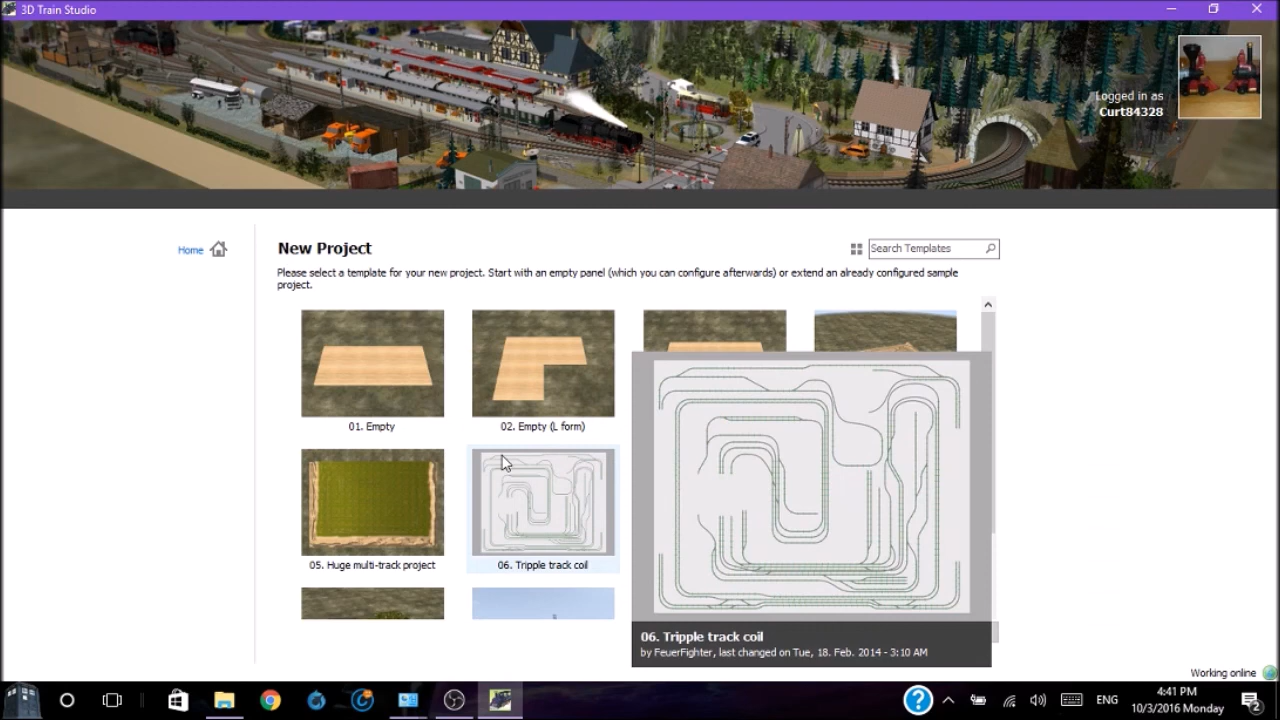 3D Train Studio
Logged in as
Curt84328
Home
New Project
Search Templates
Please select a template for your new project. Start with an empty panel (which you can configure afterwards) or extend an already configured sample
project.
01. Empty
02. Empty (L form)
05. Huge multi-track project
06. Tripple track coil
06. Tripple track coil
by FeuerFighter, last changed on Tue, 18. Feb. 2014 - 3:10 AM
Working online
ENG
4:41 PM
10/3/2016 Monday
2